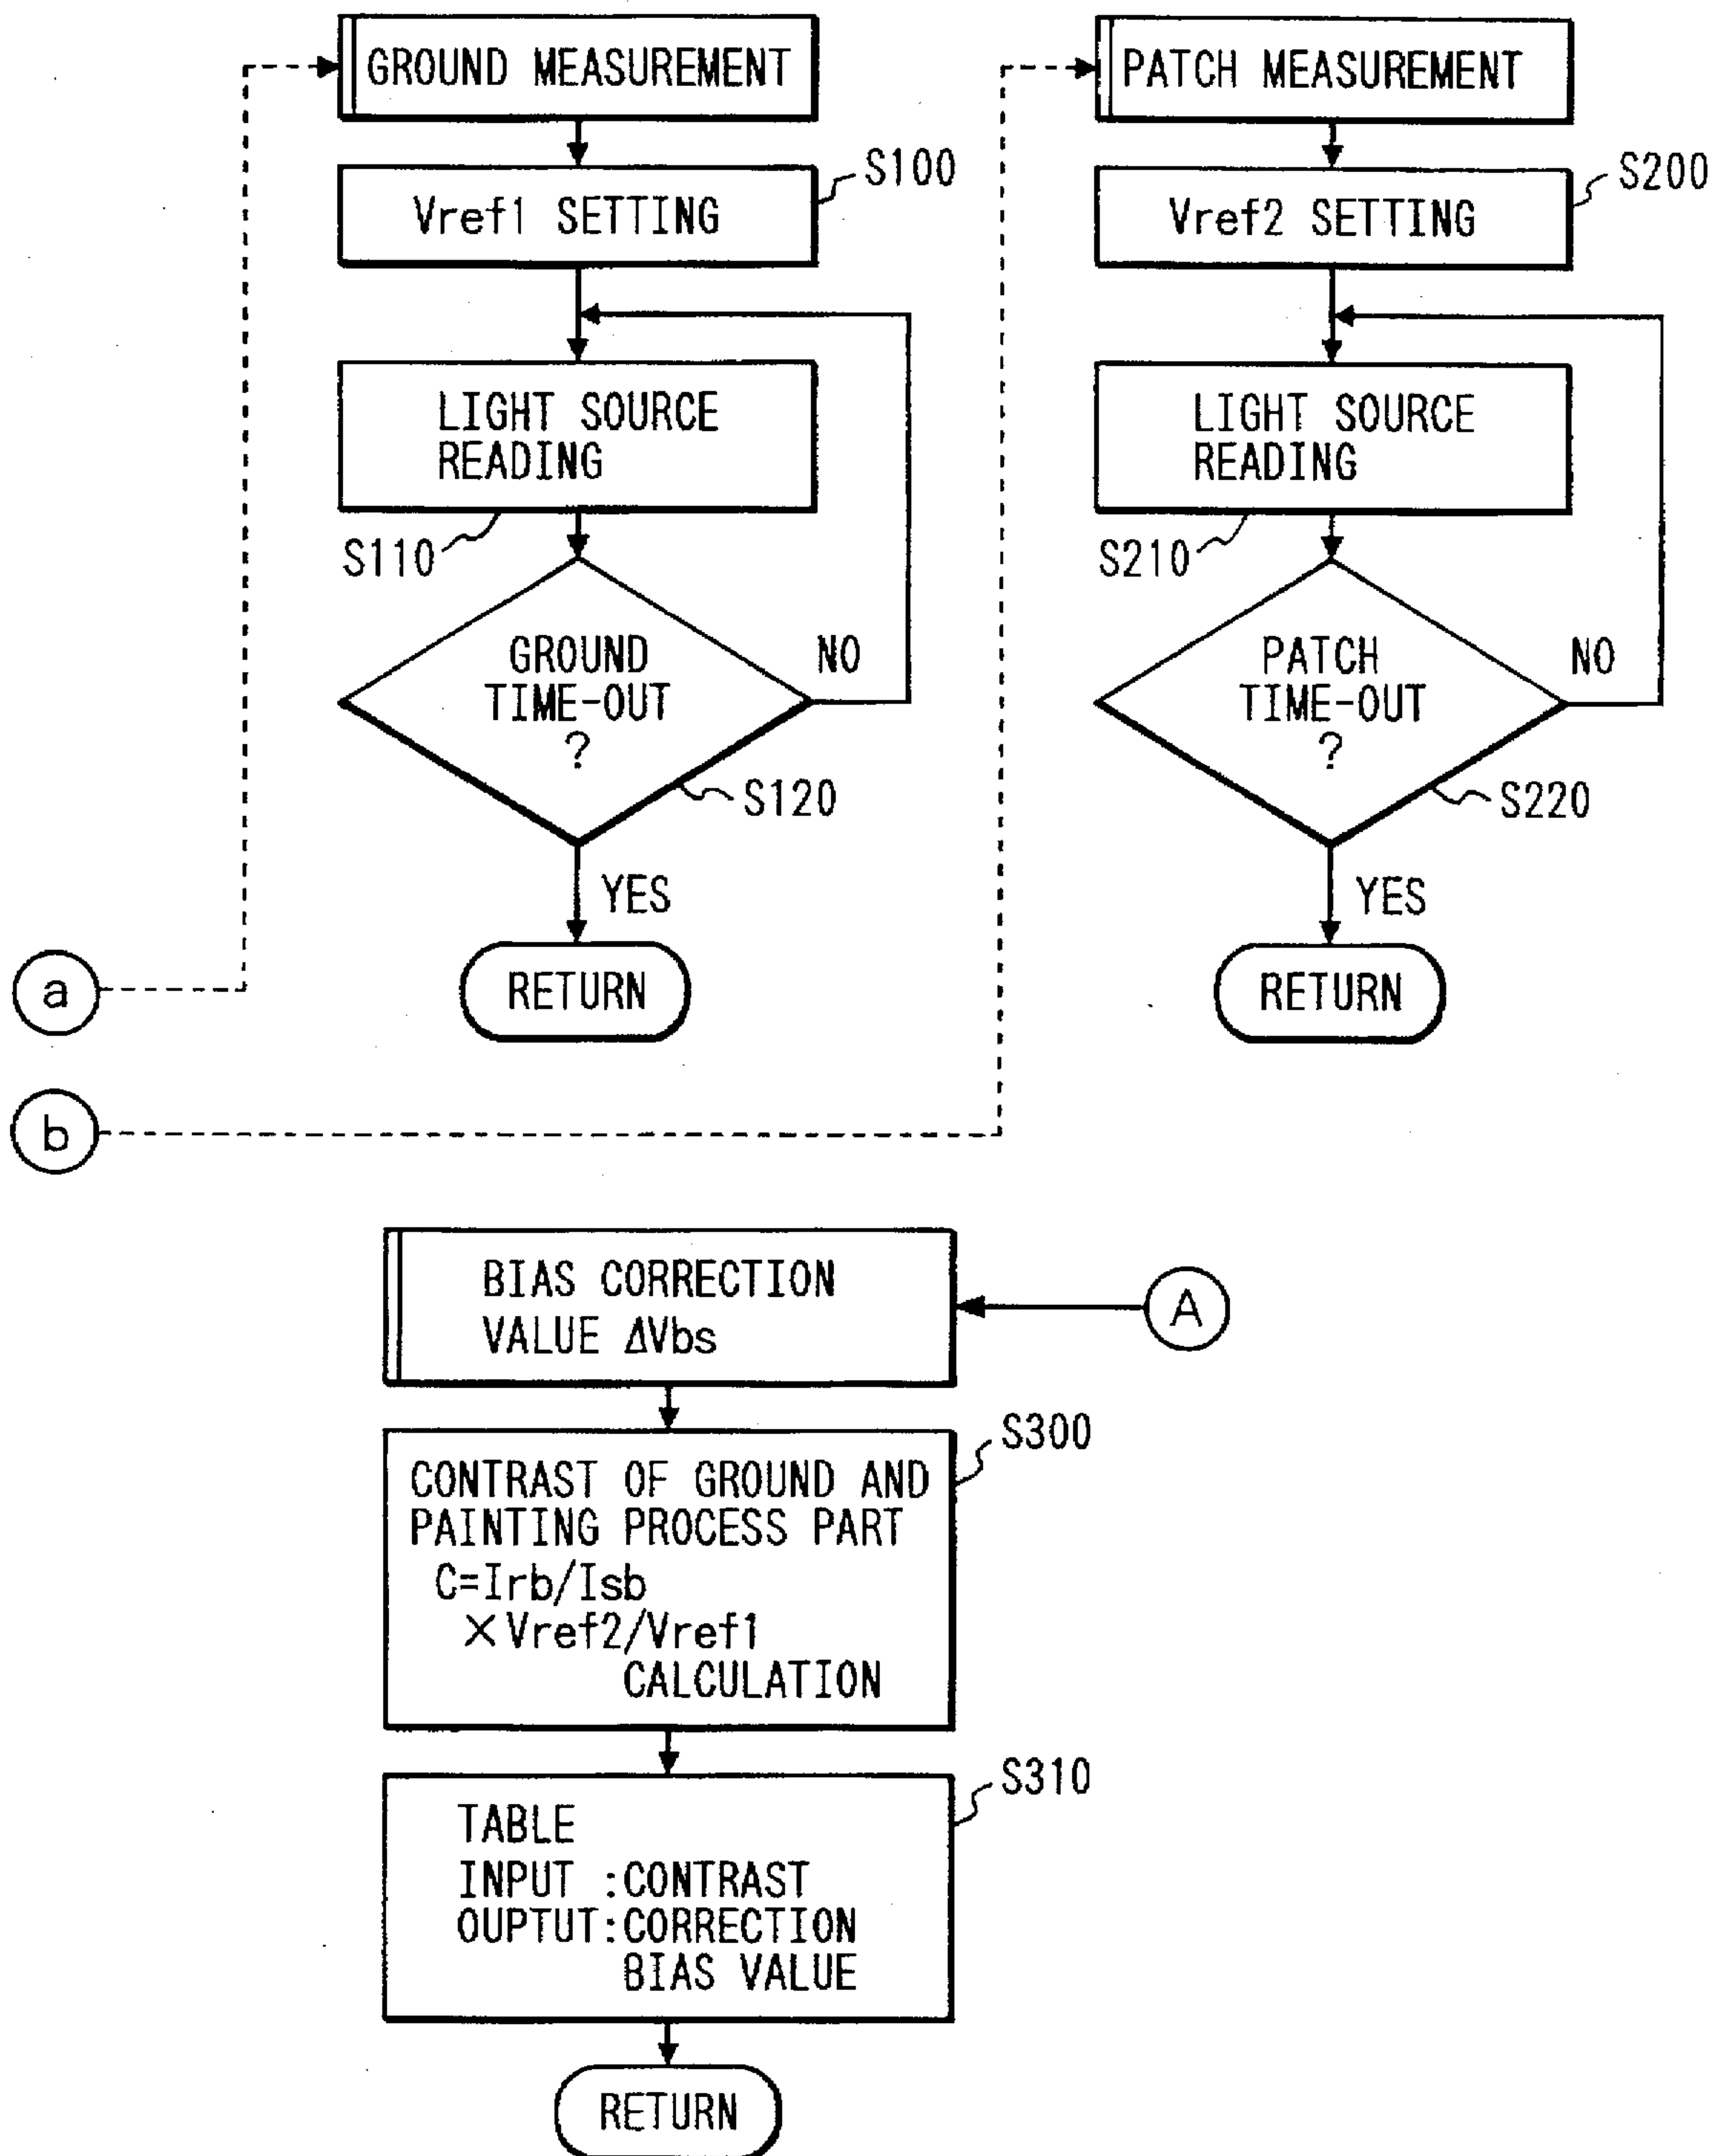 GROUND MEASUREMENT
S100
Vref1 SETTING
LIGHT SOURCE
READING
S110
GROUND
TIME-OUT
?
NO
S120
YES
RETURN
a
PATCH MEASUREMENT
S200
Vref2 SETTING
LIGHT SOURCE
READING
S210
PATCH
TIME-OUT
?
NO
S220
YES
RETURN
b
BIAS CORRECTION
VALUE ΔVbs
A
S300
CONTRAST OF GROUND AND
PAINTING PROCESS PART
C=Irb/Isb
×Vref2/Vref1
CALCULATION
S310
TABLE
INPUT :CONTRAST
OUPTUT:CORRECTION
BIAS VALUE
RETURN